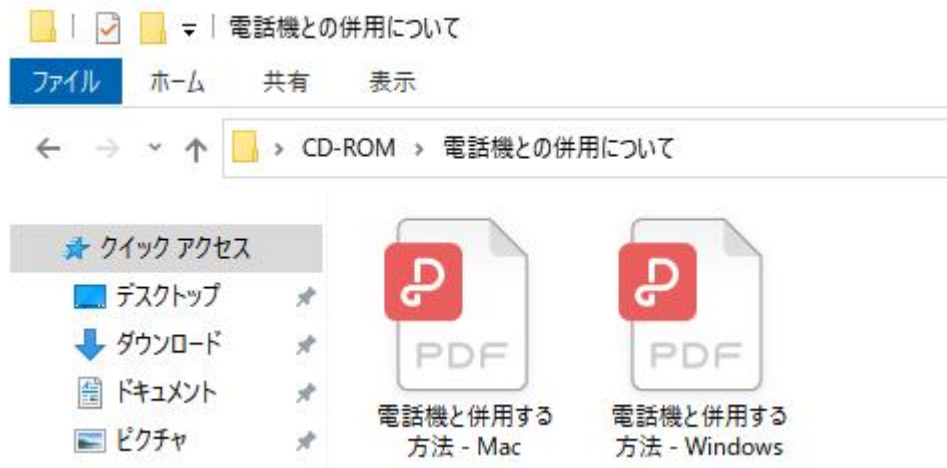 電話機との併用について
ファイル ホーム 共有 表示
CD-ROM 電話機との併用について
クイック アクセス
デスクトップ
ダウンロード
ドキュメント
ピクチャ
PDF
電話機と併用する
方法 - Mac
PDF
電話機と併用する
方法 - Windows